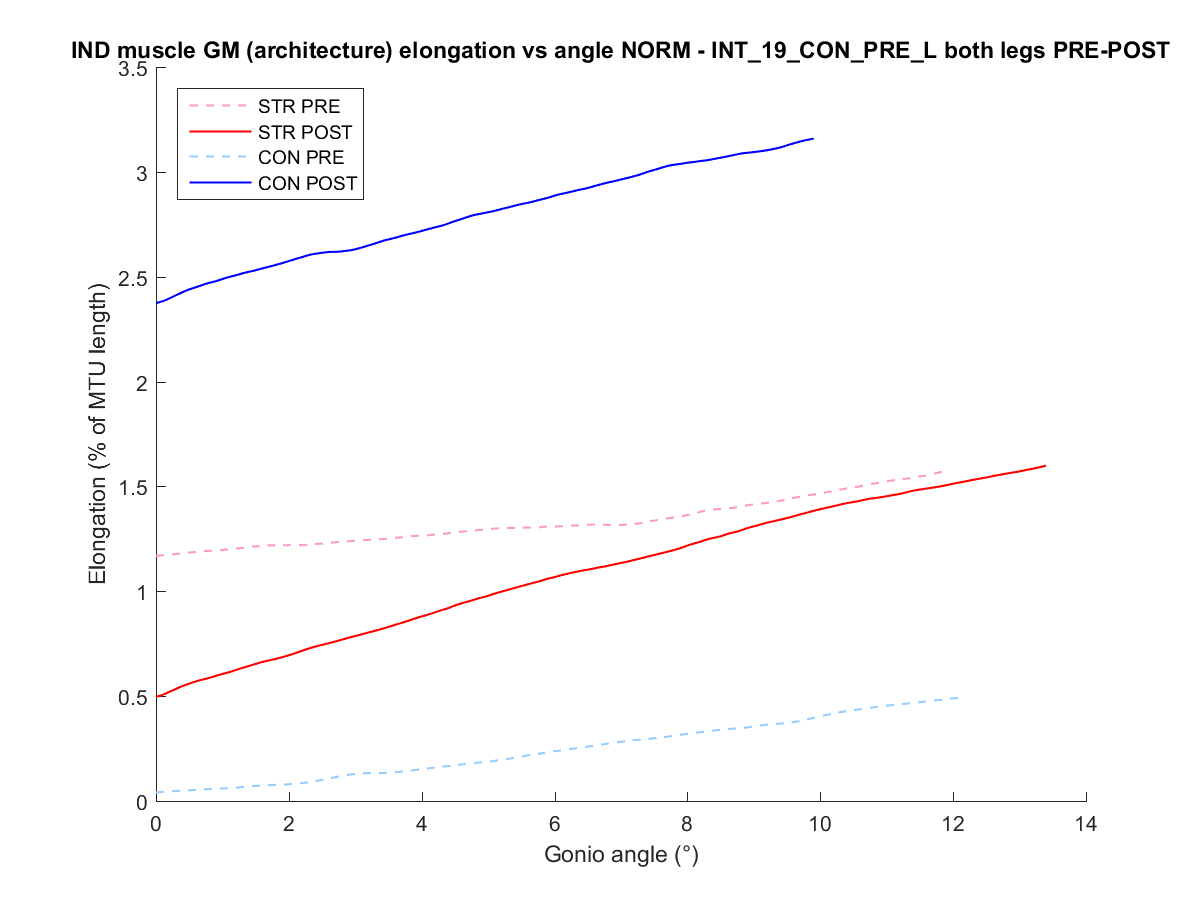 IND muscle GM (architecture) elongation vs angle NORM - INT_19_CON_PRE_L both legs PRE-POST
3.5
3
2.5
2
1.5
1
0.5
0
Elongation (% of MTU length)
STR PRE
STR POST
CON PRE
CON POST
0 2 4 6 8 10 12 14
Gonio angle (°)